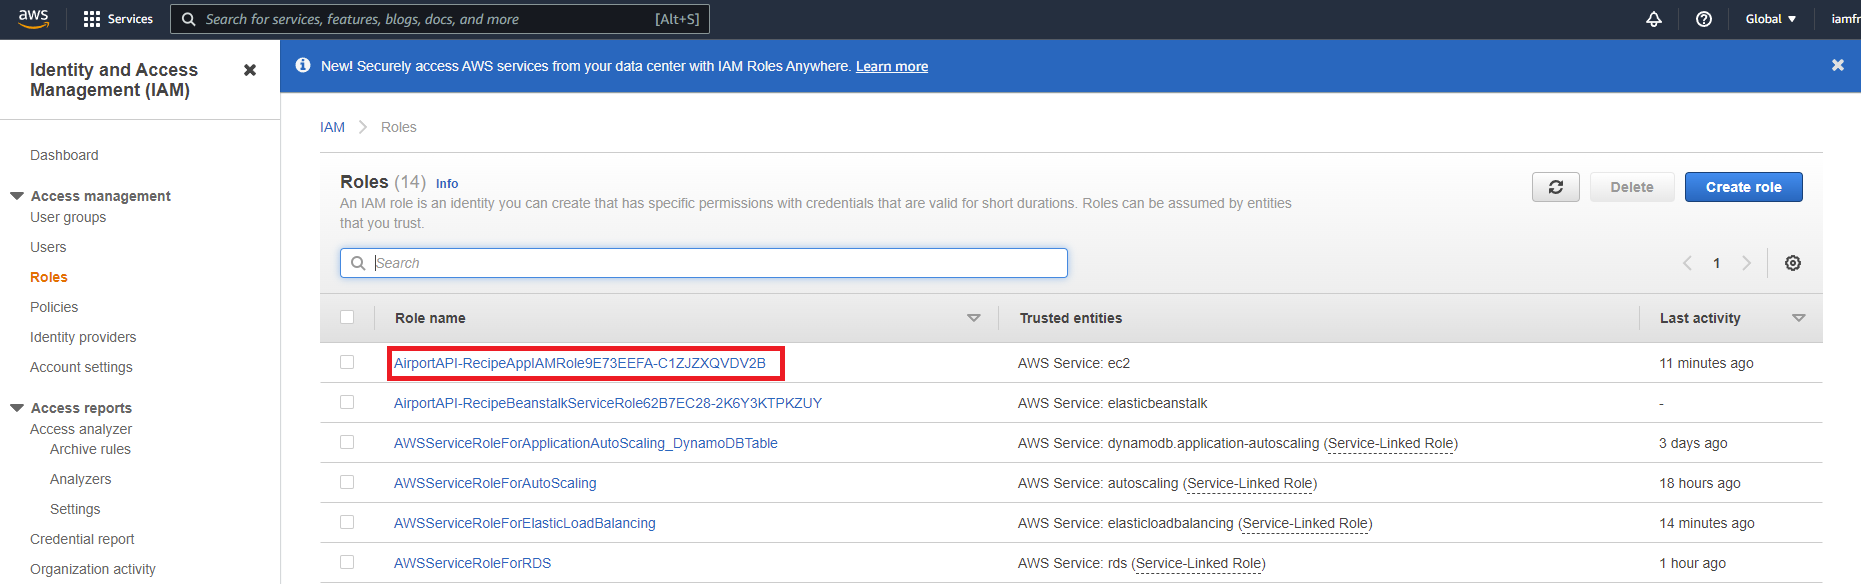 aws Services Search for services, features, blogs, docs, and more [Alt+S] Global iamfr
Identity and Access
Management (IAM)
Dashboard
Access management
User groups
Users
Roles
Policies
Identity providers
Account settings
Access reports
Access analyzer
Archive rules
Analyzers
Settings
Credential report
Organization activity
New! Securely access AWS services from your data center with IAM Roles Anywhere. Learn more
IAM Roles
Roles (14) Info
An IAM role is an identity you can create that has specific permissions with credentials that are valid for short durations. Roles can be assumed by entities
that you trust.
Delete Create role
Search
1
Role name Trusted entities Last activity
AirportAPI-RecipeAppIAMRole9E73EEFA-C1ZJZXQVDV2B AWS Service: ec2 11 minutes ago
AirportAPI-RecipeBeanstalkServiceRole62B7EC28-2K6Y3KTPKZUY AWS Service: elasticbeanstalk -
AWSServiceRoleForApplicationAutoScaling_DynamoDBTable AWS Service: dynamodb.application-autoscaling (Service-Linked Role) 3 days ago
AWSServiceRoleForAutoScaling AWS Service: autoscaling (Service-Linked Role) 18 hours ago
AWSServiceRoleForElasticLoadBalancing AWS Service: elasticloadbalancing (Service-Linked Role) 14 minutes ago
AWSServiceRoleForRDS AWS Service: rds (Service-Linked Role) 1 hour ago